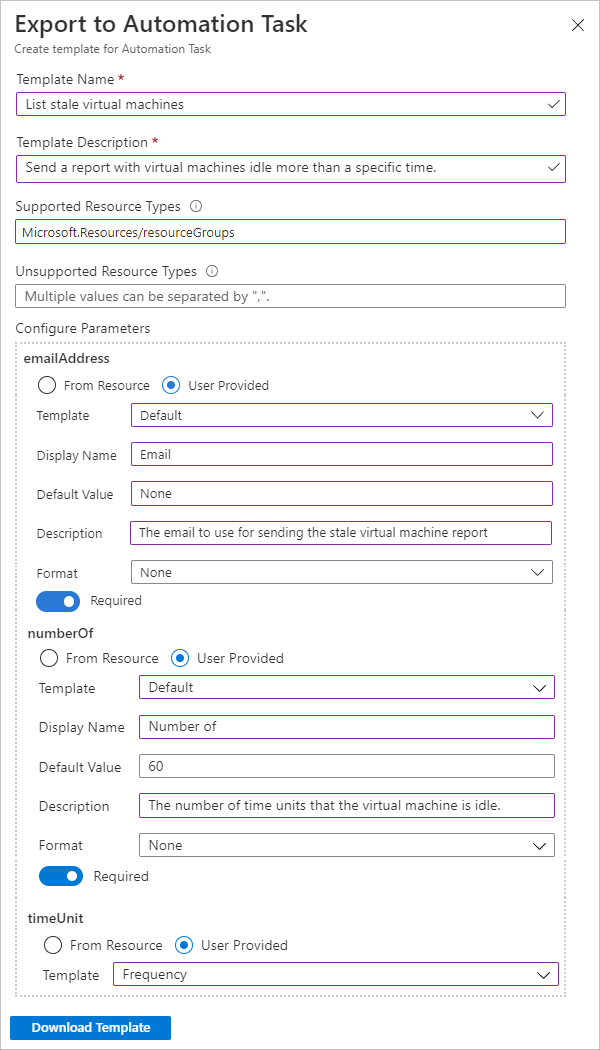 Export to Automation Task
Create template for Automation Task
Template Name *
List stale virtual machines
Template Description *
Send a report with virtual machines idle more than a specific time.
Supported Resource Types
Microsoft.Resources/resourceGroups
Unsupported Resource Types
Multiple values can be separated by ",".
Configure Parameters
emailAddress
From Resource User Provided
Template Default
Display Name Email
Default Value None
Description The email to use for sending the stale virtual machine report
Format None
Required
numberOf
From Resource User Provided
Template Default
Display Name Number of
Default Value 60
Description The number of time units that the virtual machine is idle.
Format None
Required
timeUnit
From Resource User Provided
Template Frequency
Download Template